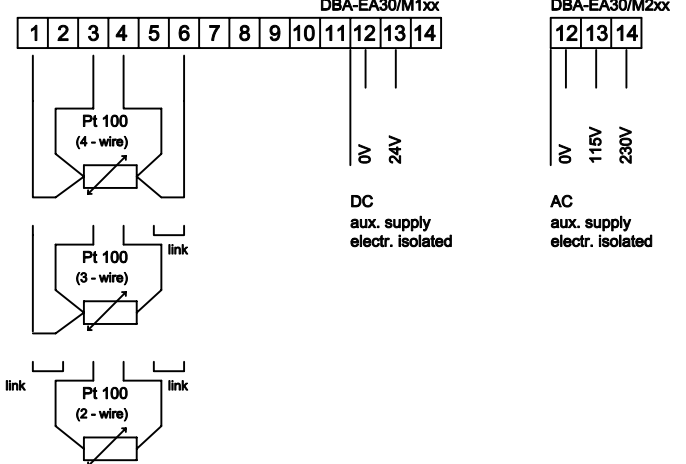 DBA-EA30/M1xx
DBA-EA30/M2xx
1 2 3 4 5 6 7 8 9 10 11 12 13 14
12 13 14
Pt 100
(4 - wire)
0V
24V
0V
115V
230V
DC
aux. supply
electr. isolated
AC
aux. supply
electr. isolated
link
Pt 100
(3 - wire)
link
link
Pt 100
(2 - wire)